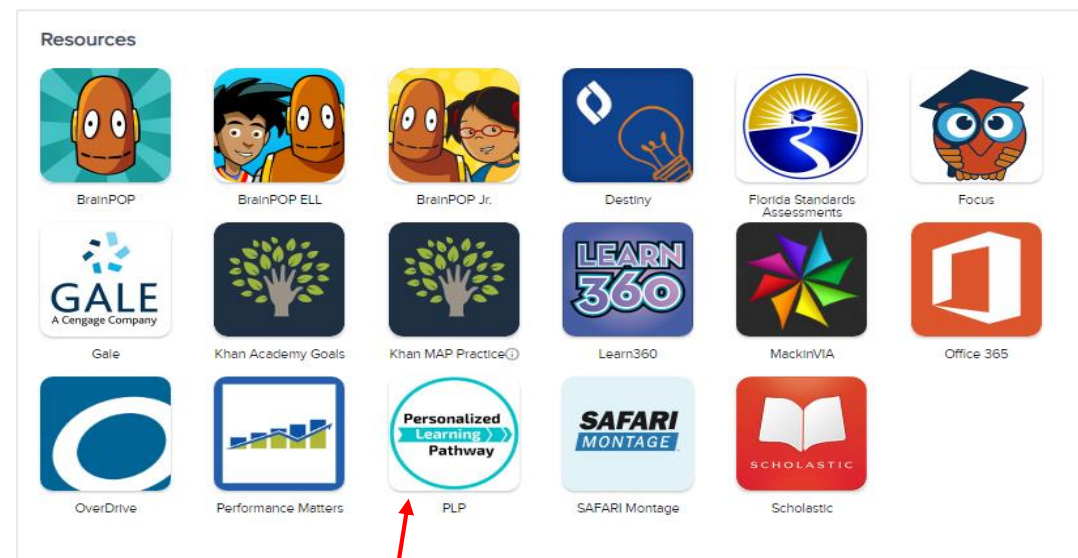 Resources
BrainPOP
BrainPOP ELL
BrainPOP Jr.
Destiny
Florida Standards
Assessments
Focus
GALE
A Cengage Company
LEARN
360
Gale
Khan Academy Goals
Khan MAP Practice
Learn360
MackinVIA
Office 365
Personalized
Learning
Pathway
SAFARI
MONTAGE
SCHOLASTIC
OverDrive
Performance Matters
PLP
SAFARI Montage
Scholastic